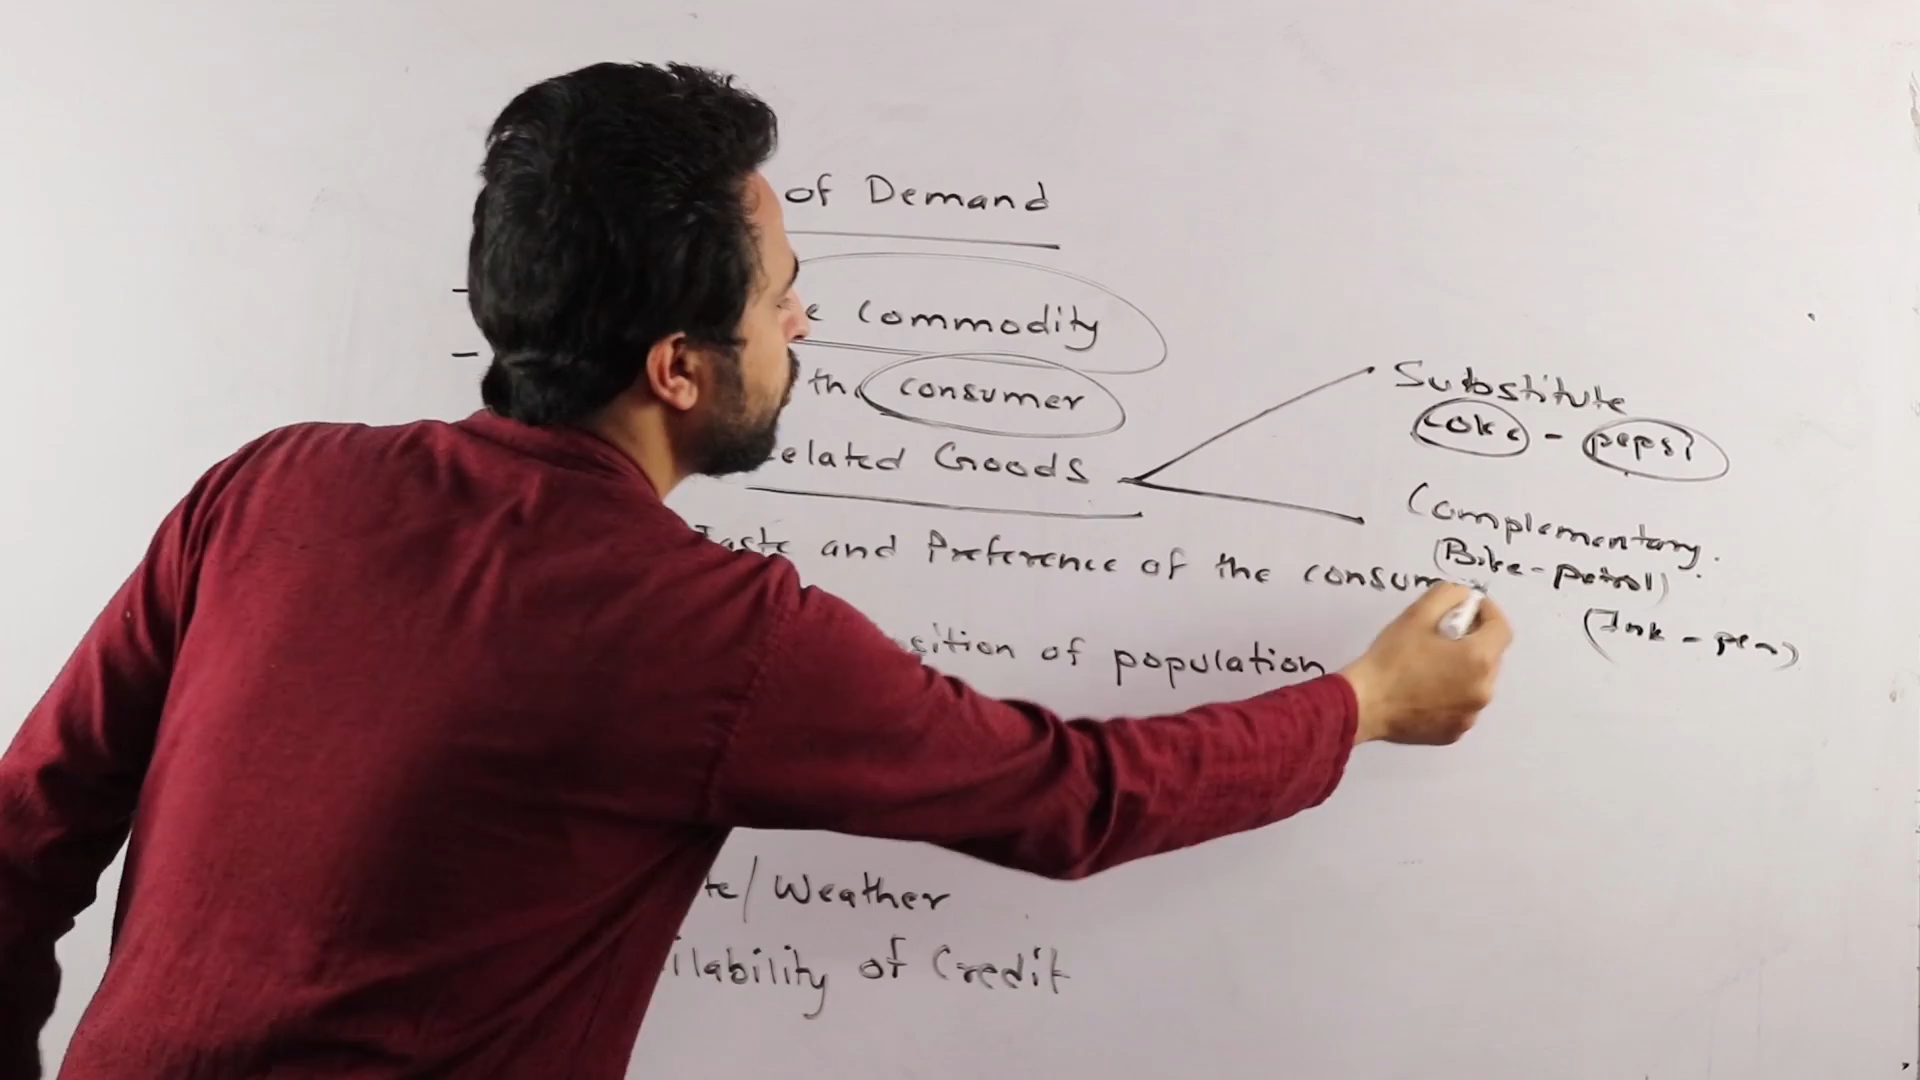 of Demand
commodity
the consumer
elated Goods
Taste and Preference of the consum
sition of population
te/Weather
ilability of Credit
Substitute
coke - pepsi
Complementary.
(Bike - petrol)
(Ink - pen)